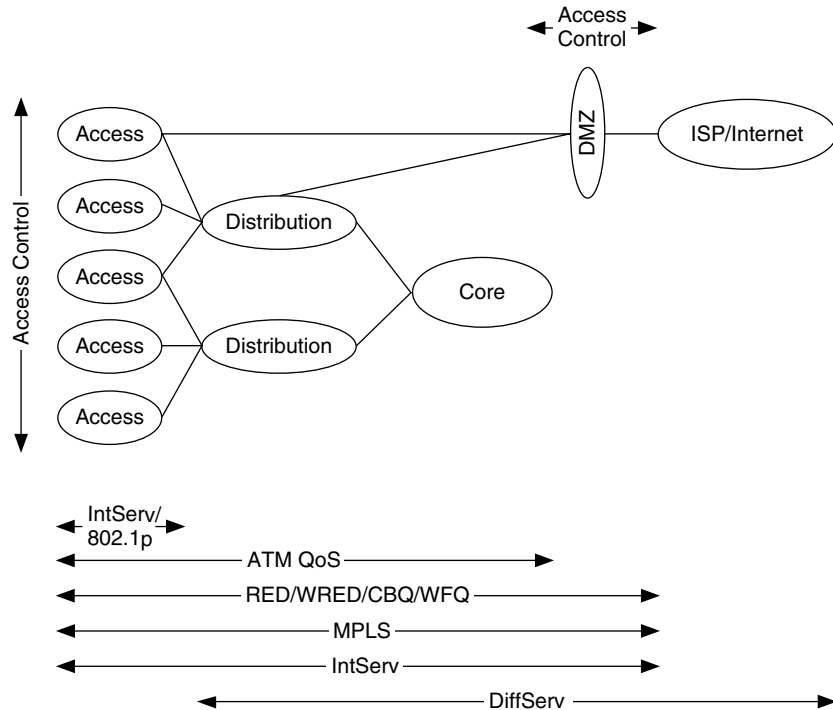 Access
Control
Access Control
Access
DMZ
ISP/Internet
Access
Distribution
Access
Core
Access
Distribution
Access
IntServ/
802.1p
ATM QoS
RED/WRED/CBQ/WFQ
MPLS
IntServ
DiffServ